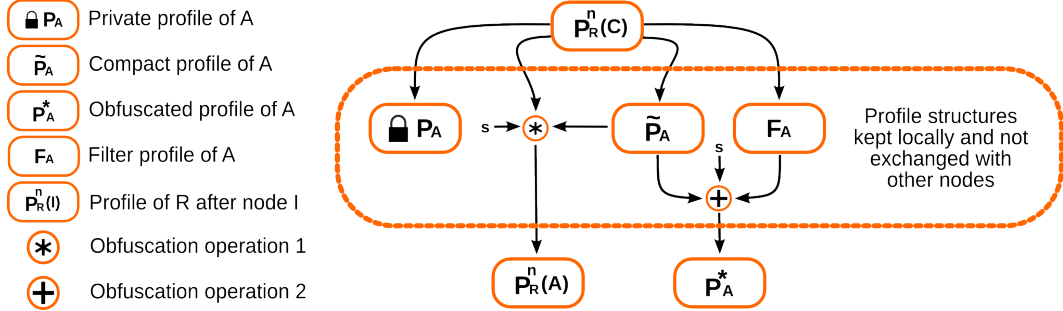 P_A Private profile of A
P̃_A Compact profile of A
P*_A Obfuscated profile of A
F_A Filter profile of A
P^n_R(I) Profile of R after node I
* Obfuscation operation 1
+ Obfuscation operation 2
P^n_R(C)
P_A
s
*
P̃_A
F_A
s
+
P^n_R(A)
P*_A
Profile structures
kept locally and not
exchanged with
other nodes